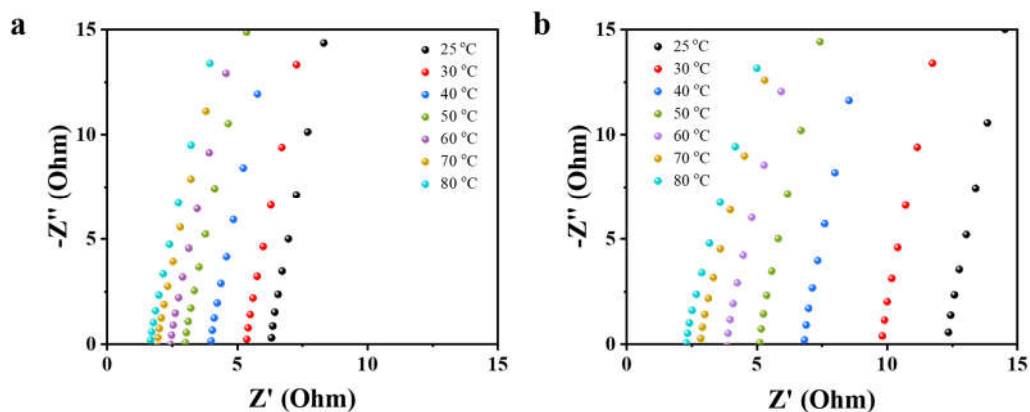 a
15
10
5
0
-Z" (Ohm)
25 °C
30 °C
40 °C
50 °C
60 °C
70 °C
80 °C
0 5 10 15
Z' (Ohm)
b
15
10
5
0
-Z" (Ohm)
25 °C
30 °C
40 °C
50 °C
60 °C
70 °C
80 °C
0 5 10 15
Z' (Ohm)